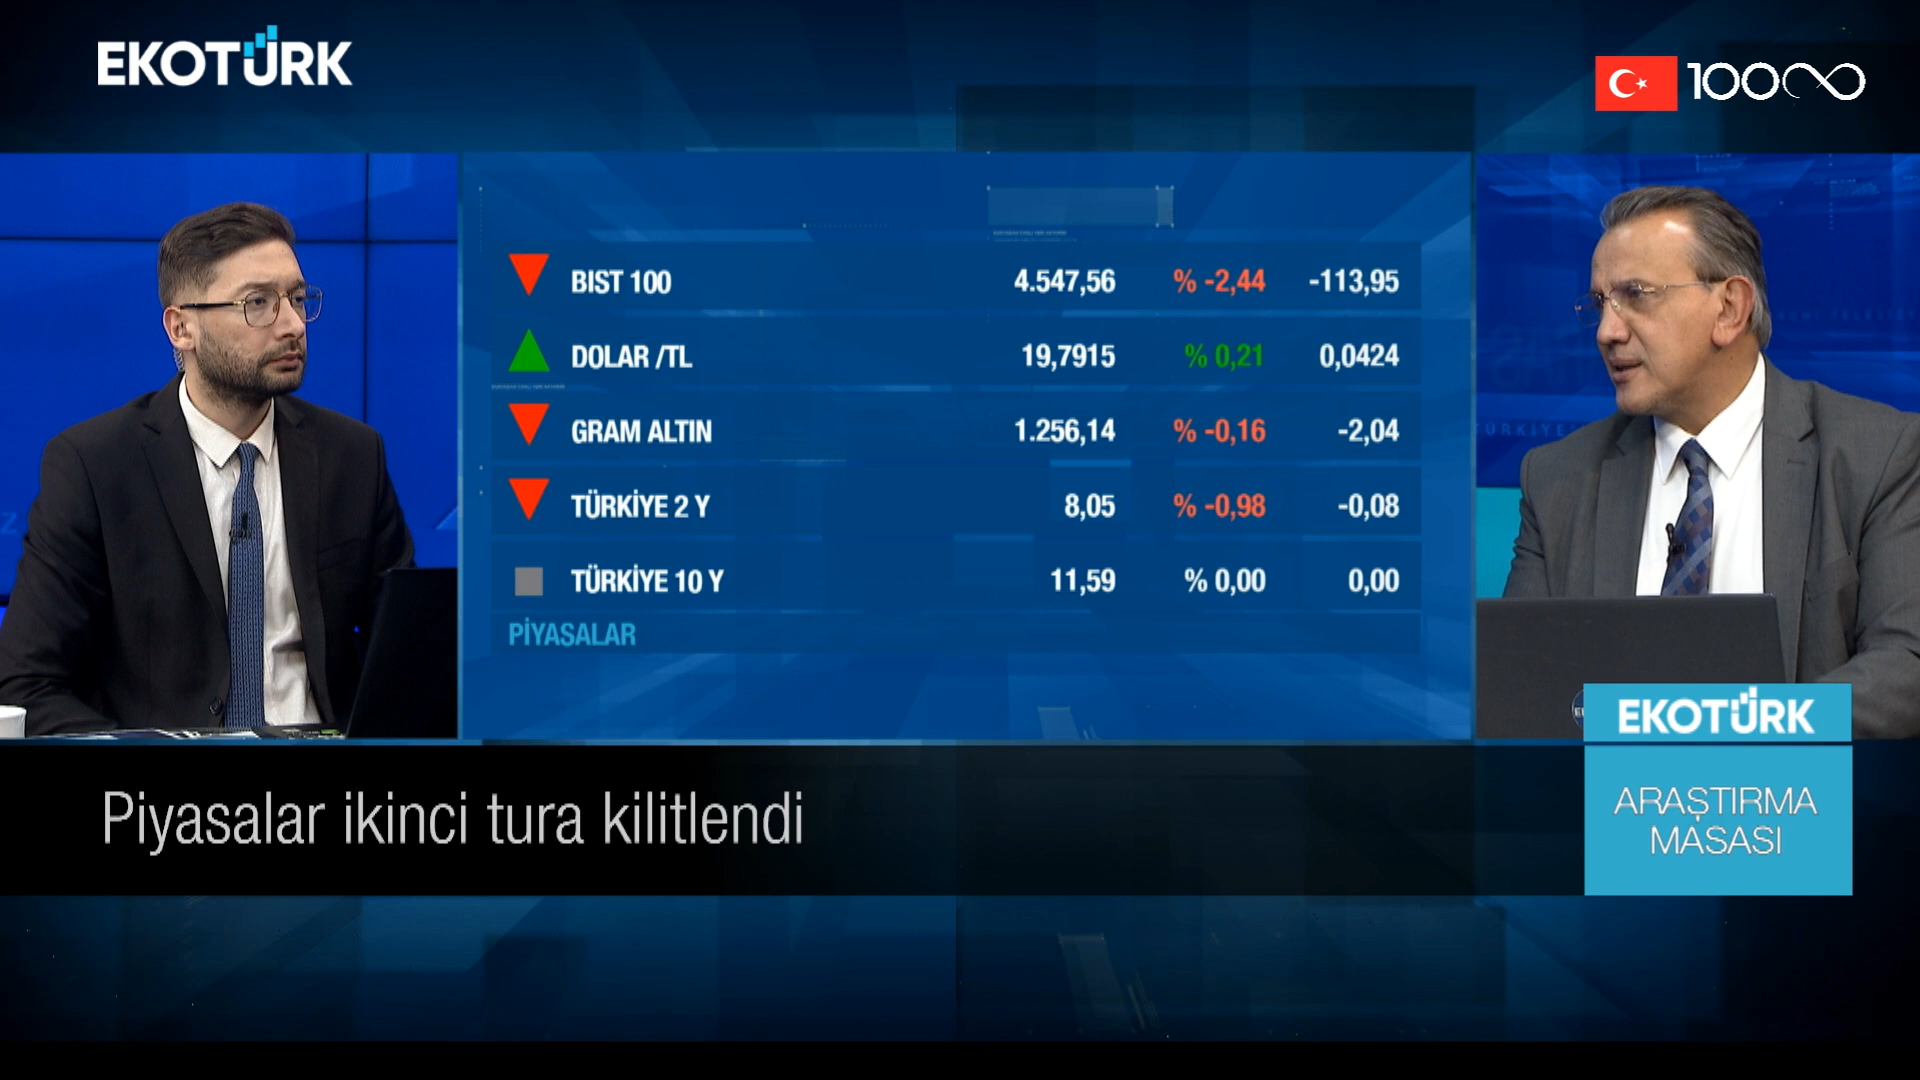 EKOTÜRK
100
BIST 100 4.547,56 % -2,44 -113,95
DOLAR /TL 19,7915 % 0,21 0,0424
GRAM ALTIN 1.256,14 % -0,16 -2,04
TÜRKİYE 2 Y 8,05 % -0,98 -0,08
TÜRKİYE 10 Y 11,59 % 0,00 0,00
PİYASALAR
EKOTÜRK
Piyasalar ikinci tura kilitlendi
ARAŞTIRMA
MASASI